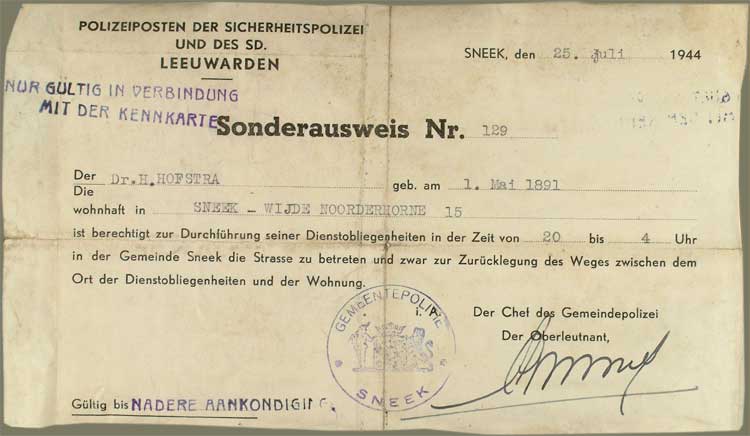 POLIZEIPOSTEN DER SICHERHEITSPOLIZEI
UND DES SD.
LEEUWARDEN
SNEEK, den 25. Juli 1944
NUR GÜLTIG IN VERBINDUNG
MIT DER KENNKARTE
Sonderausweis Nr. 129
Der Dr.H.HOFSTRA geb. am 1. Mai 1891
Die
wohnhaft in SNEEK - WIJDE NOORDERHORNE 15
ist berechtigt zur Durchführung seiner Dienstobliegenheiten in der Zeit von 20 bis 4 Uhr
in der Gemeinde Sneek die Strasse zu betreten und zwar zur Zurücklegung des Weges zwischen dem
Ort der Dienstobliegenheiten und der Wohnung.
GEMEENTEPOLITIE
SNEEK
Der Chef des Gemeindepolizei
Der Oberleutnant,
Gültig bis NADERE AANKONDIGING.